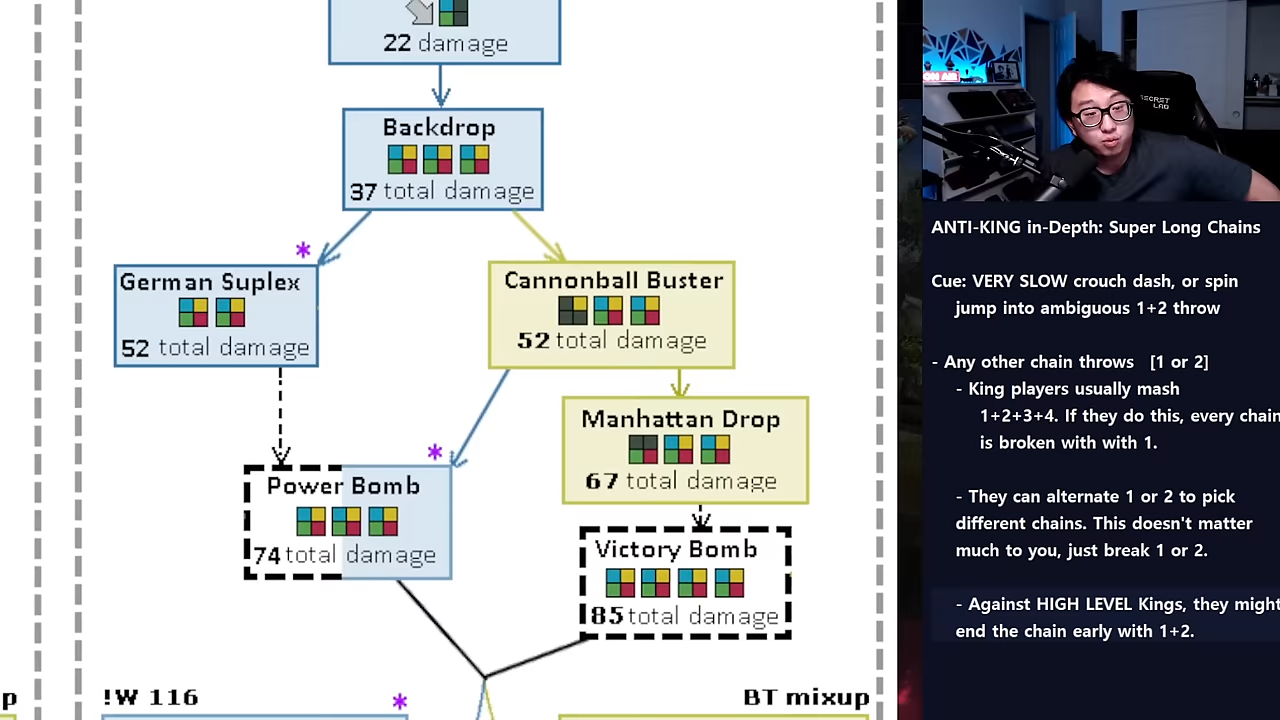 22 damage
Backdrop
37 total damage
*
German Suplex
52 total damage
Cannonball Buster
52 total damage
Manhattan Drop
67 total damage
*
Power Bomb
74 total damage
Victory Bomb
85 total damage
p
!W 116
*
BT mixup
ON AIR
SECRET
LAB
ANTI-KING in-Depth: Super Long Chains
Cue: VERY SLOW crouch dash, or spin
jump into ambiguous 1+2 throw
- Any other chain throws [1 or 2]
- King players usually mash
1+2+3+4. If they do this, every chain
is broken with with 1.
- They can alternate 1 or 2 to pick
different chains. This doesn't matter
much to you, just break 1 or 2.
- Against HIGH LEVEL Kings, they might
end the chain early with 1+2.